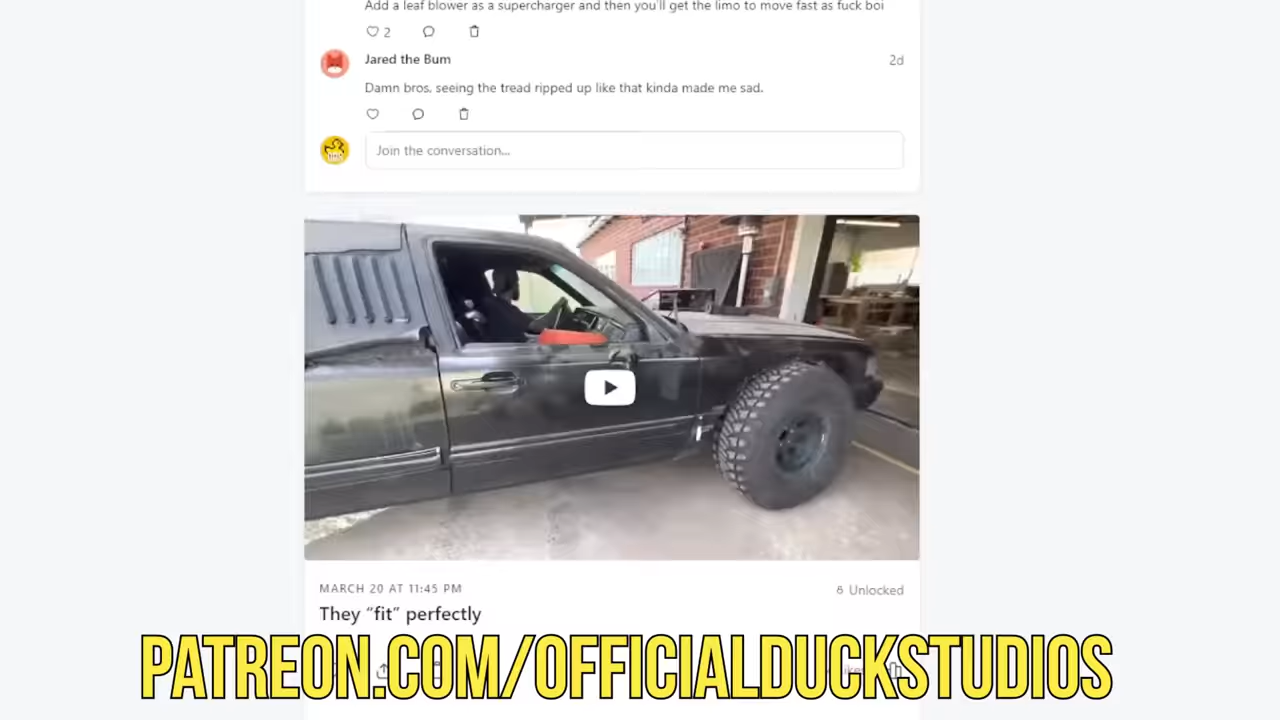 Add a leaf blower as a supercharger and then you'll get the limo to move fast as fuck boi
2
Jared the Bum
2d
Damn bros, seeing the tread ripped up like that kinda made me sad.
Join the conversation...
MARCH 20 AT 11:45 PM
Unlocked
They “fit” perfectly
PATREON.COM/OFFICIALDUCKSTUDIOS